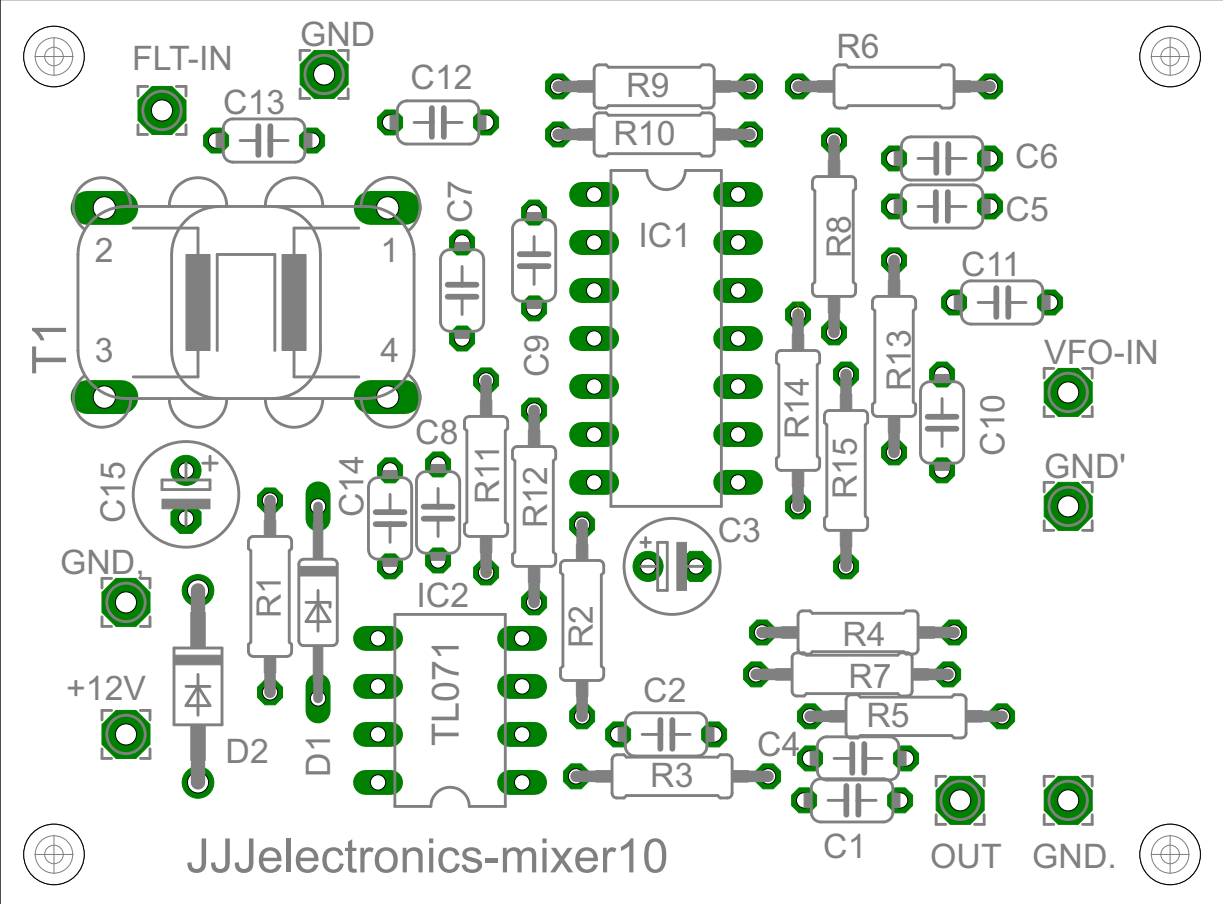 GND
FLT-IN
R6
C12
R9
C13
R10
C6
C7
IC1
C5
R8
2
1
C11
T1
3
4
C9
R13
VFO-IN
R14
C10
C8
R11
R15
GND'
C15
+
C14
R12
C3
+
GND.
R1
IC2
R2
R4
TL071
R7
+12V
C2
R5
D2
D1
C4
R3
C1
JJJelectronics-mixer10
OUT
GND.